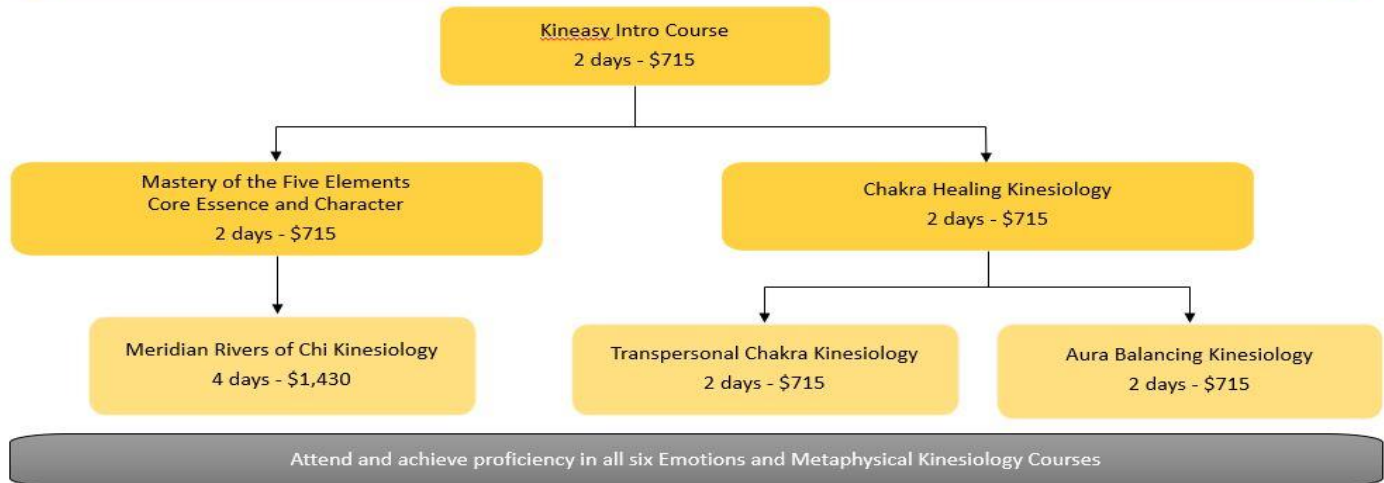 Kineasy Intro Course
2 days - $715
Mastery of the Five Elements
Core Essence and Character
2 days - $715
Chakra Healing Kinesiology
2 days - $715
Meridian Rivers of Chi Kinesiology
4 days - $1,430
Transpersonal Chakra Kinesiology
2 days - $715
Aura Balancing Kinesiology
2 days - $715
Attend and achieve proficiency in all six Emotions and Metaphysical Kinesiology Courses